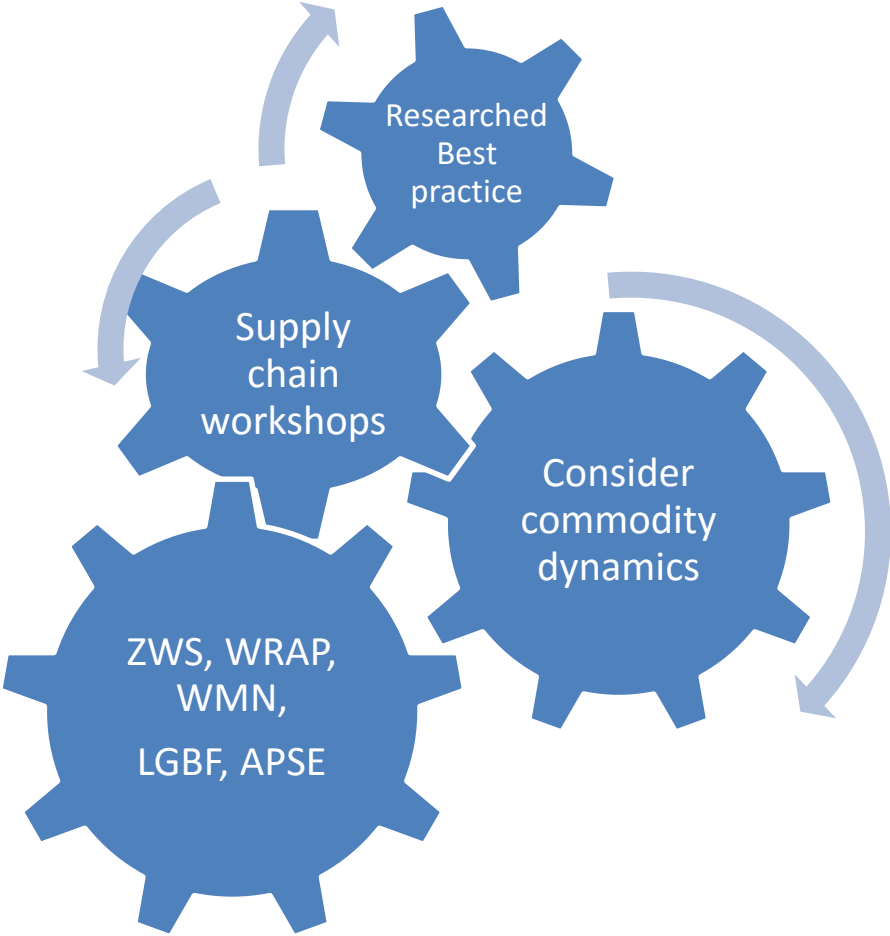 Researched
Best
practice
Supply
chain
workshops
Consider
commodity
dynamics
ZWS, WRAP,
WMN,
LGBF, APSE